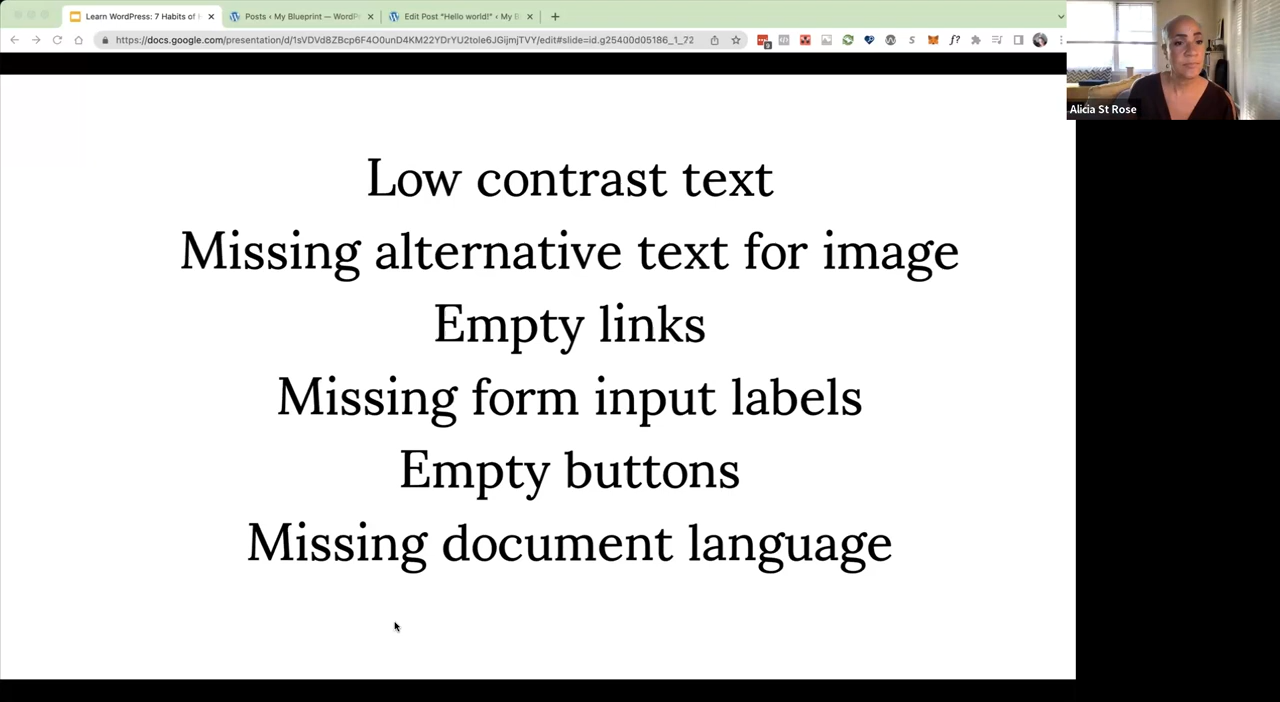 Learn WordPress: 7 Habits of
Posts ‹ My Blueprint — WordP
Edit Post "Hello world!" ‹ My B
https://docs.google.com/presentation/d/1sVDVd8ZBcp6F4O0unD4KM22YDrYU2tole6JGijmjTVY/edit#slide=id.g25400d05186_1_72
Alicia St Rose
Low contrast text
Missing alternative text for image
Empty links
Missing form input labels
Empty buttons
Missing document language